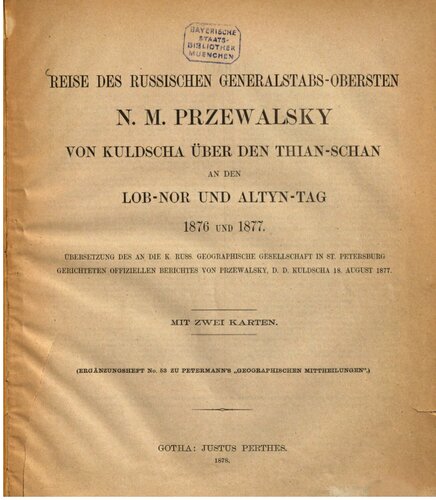 BAYERISCHE
STAATS-
BIBLIOTHEK
MUENCHEN
REISE DES RUSSISCHEN GENERALSTABS-OBERSTEN
N. M. PRZEWALSKY
VON KULDSCHA ÜBER DEN THIAN-SCHAN
AN DEN
LOB-NOR UND ALTYN-TAG
1876 UND 1877.
ÜBERSETZUNG DES AN DIE K. RUSS. GEOGRAPHISCHE GESELLSCHAFT IN ST. PETERSBURG
GERICHTETEN OFFIZIELLEN BERICHTES VON PRZEWALSKY, D. D. KULDSCHA 18. AUGUST 1877.
MIT ZWEI KARTEN.
(ERGÄNZUNGSHEFT No. 53 ZU PETERMANN'S „GEOGRAPHISCHEN MITTHEILUNGEN“.)
GOTHA: JUSTUS PERTHES.
1878.